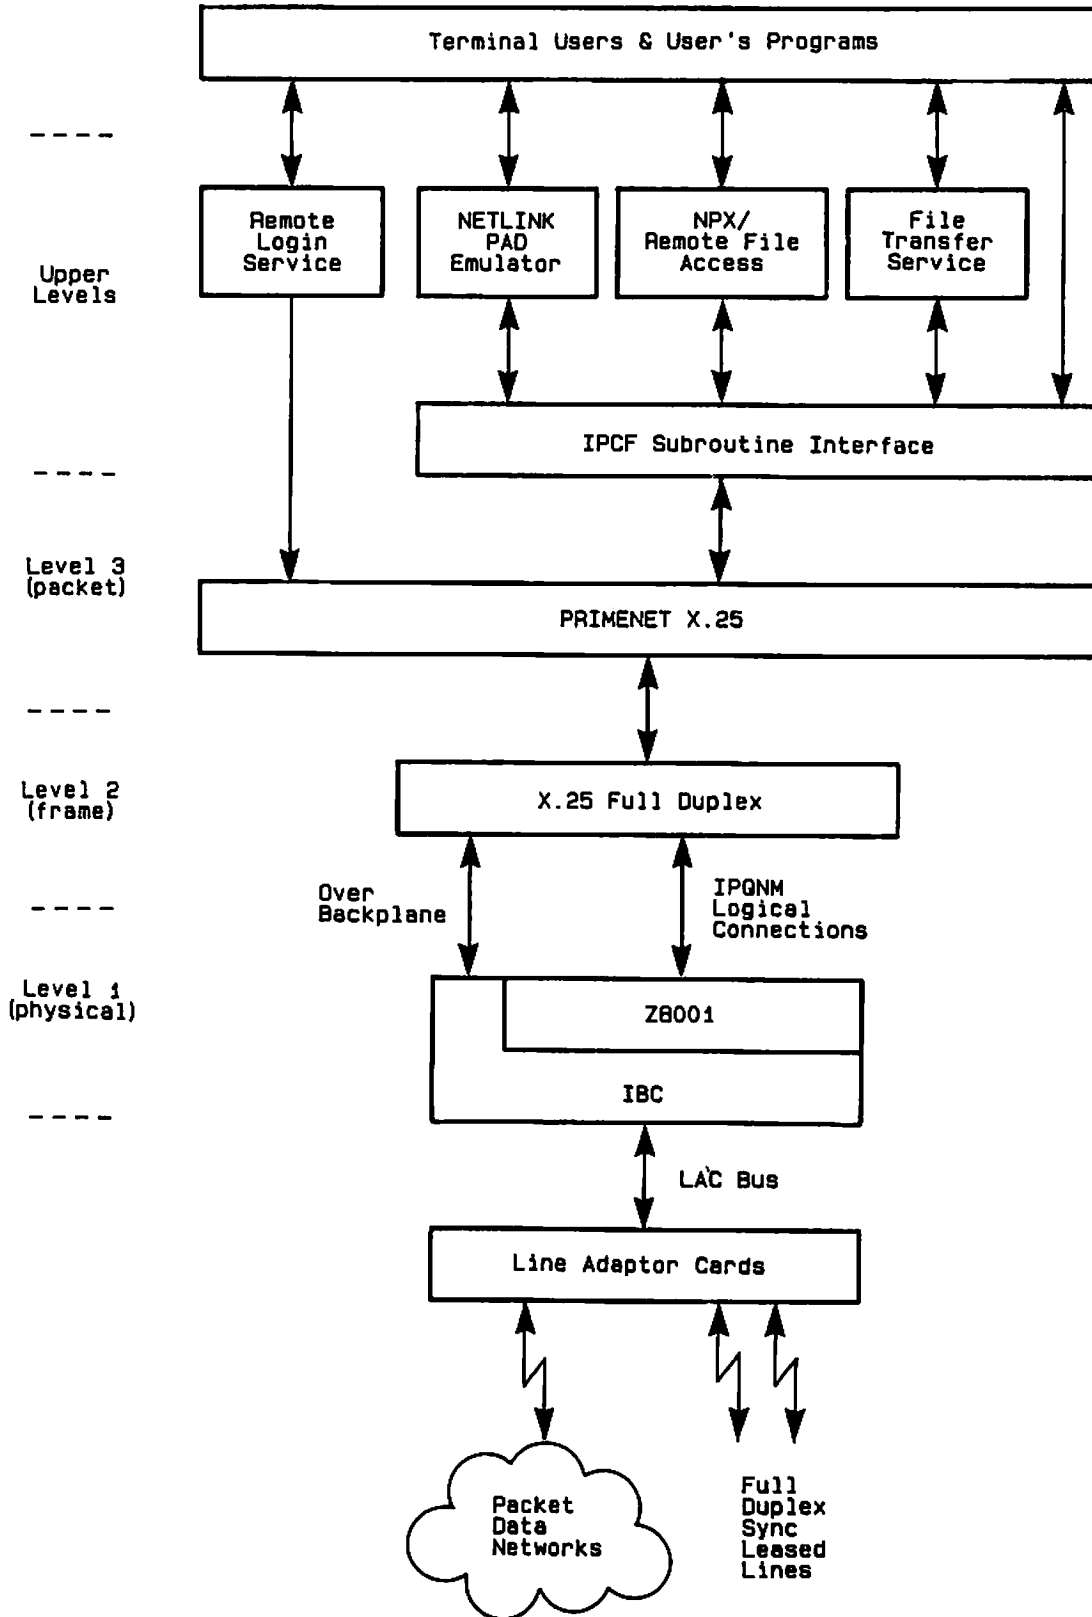 Terminal Users & User's Programs
Remote
Login
Service
NETLINK
PAD
Emulator
NPX/
Remote File
Access
File
Transfer
Service
Upper
Levels
IPCF Subroutine Interface
Level 3
(packet)
PRIMENET X.25
Level 2
(frame)
X.25 Full Duplex
Over
Backplane
IPQNM
Logical
Connections
Level 1
(physical)
Z8001
IBC
LAC Bus
Line Adaptor Cards
Packet
Data
Networks
Full
Duplex
Sync
Leased
Lines